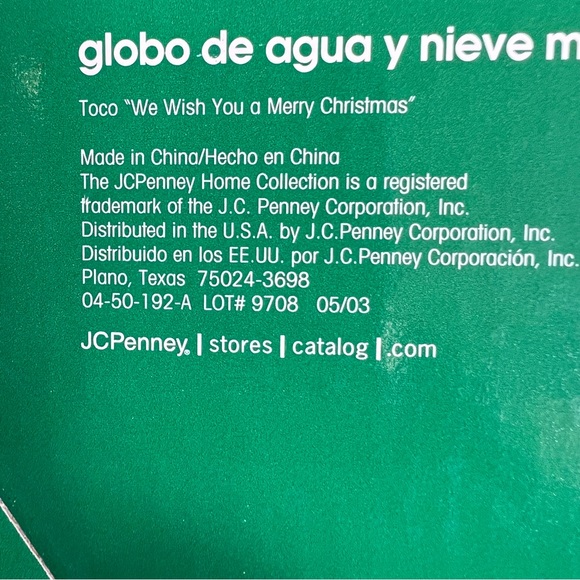 globo de agua y nieve m
Toco "We Wish You a Merry Christmas"
Made in China/Hecho en China
The JCPenney Home Collection is a registered
trademark of the J.C. Penney Corporation, Inc.
Distributed in the U.S.A. by J.C.Penney Corporation, Inc.
Distribuido en los EE.UU. por J.C.Penney Corporación, Inc.
Plano, Texas 75024-3698
04-50-192-A LOT# 9708 05/03
JCPenney® | stores | catalog | .com